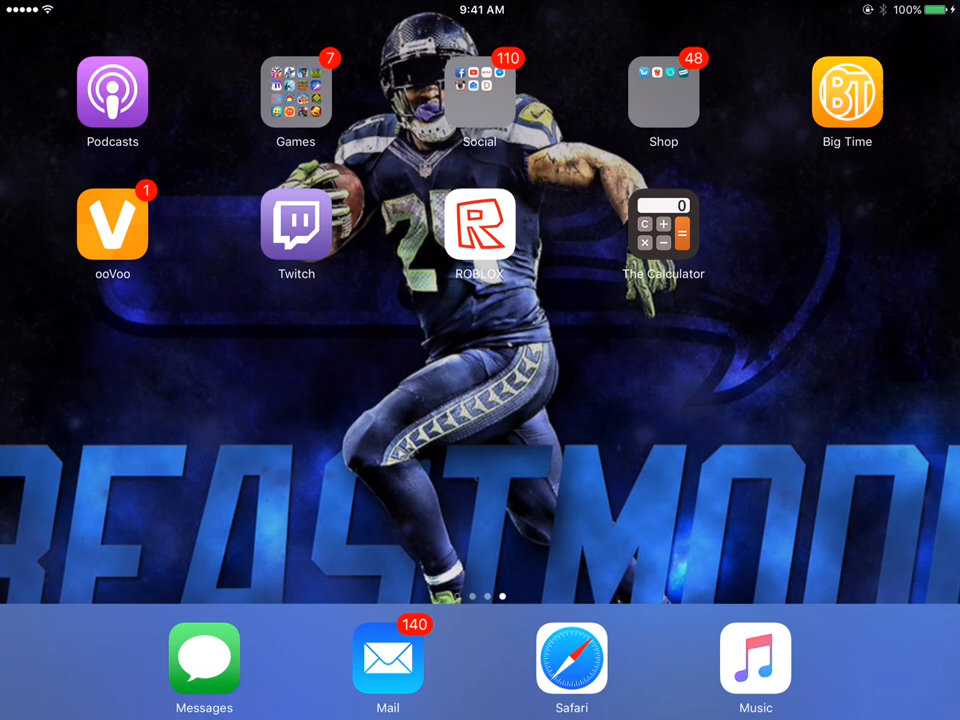 9:41 AM
100%
7
110
48
BT
Podcasts
Games
Social
Shop
Big Time
1
0
C +
× − =
ooVoo
Twitch
ROBLOX
The Calculator
BEASTMODE
140
Messages
Mail
Safari
Music